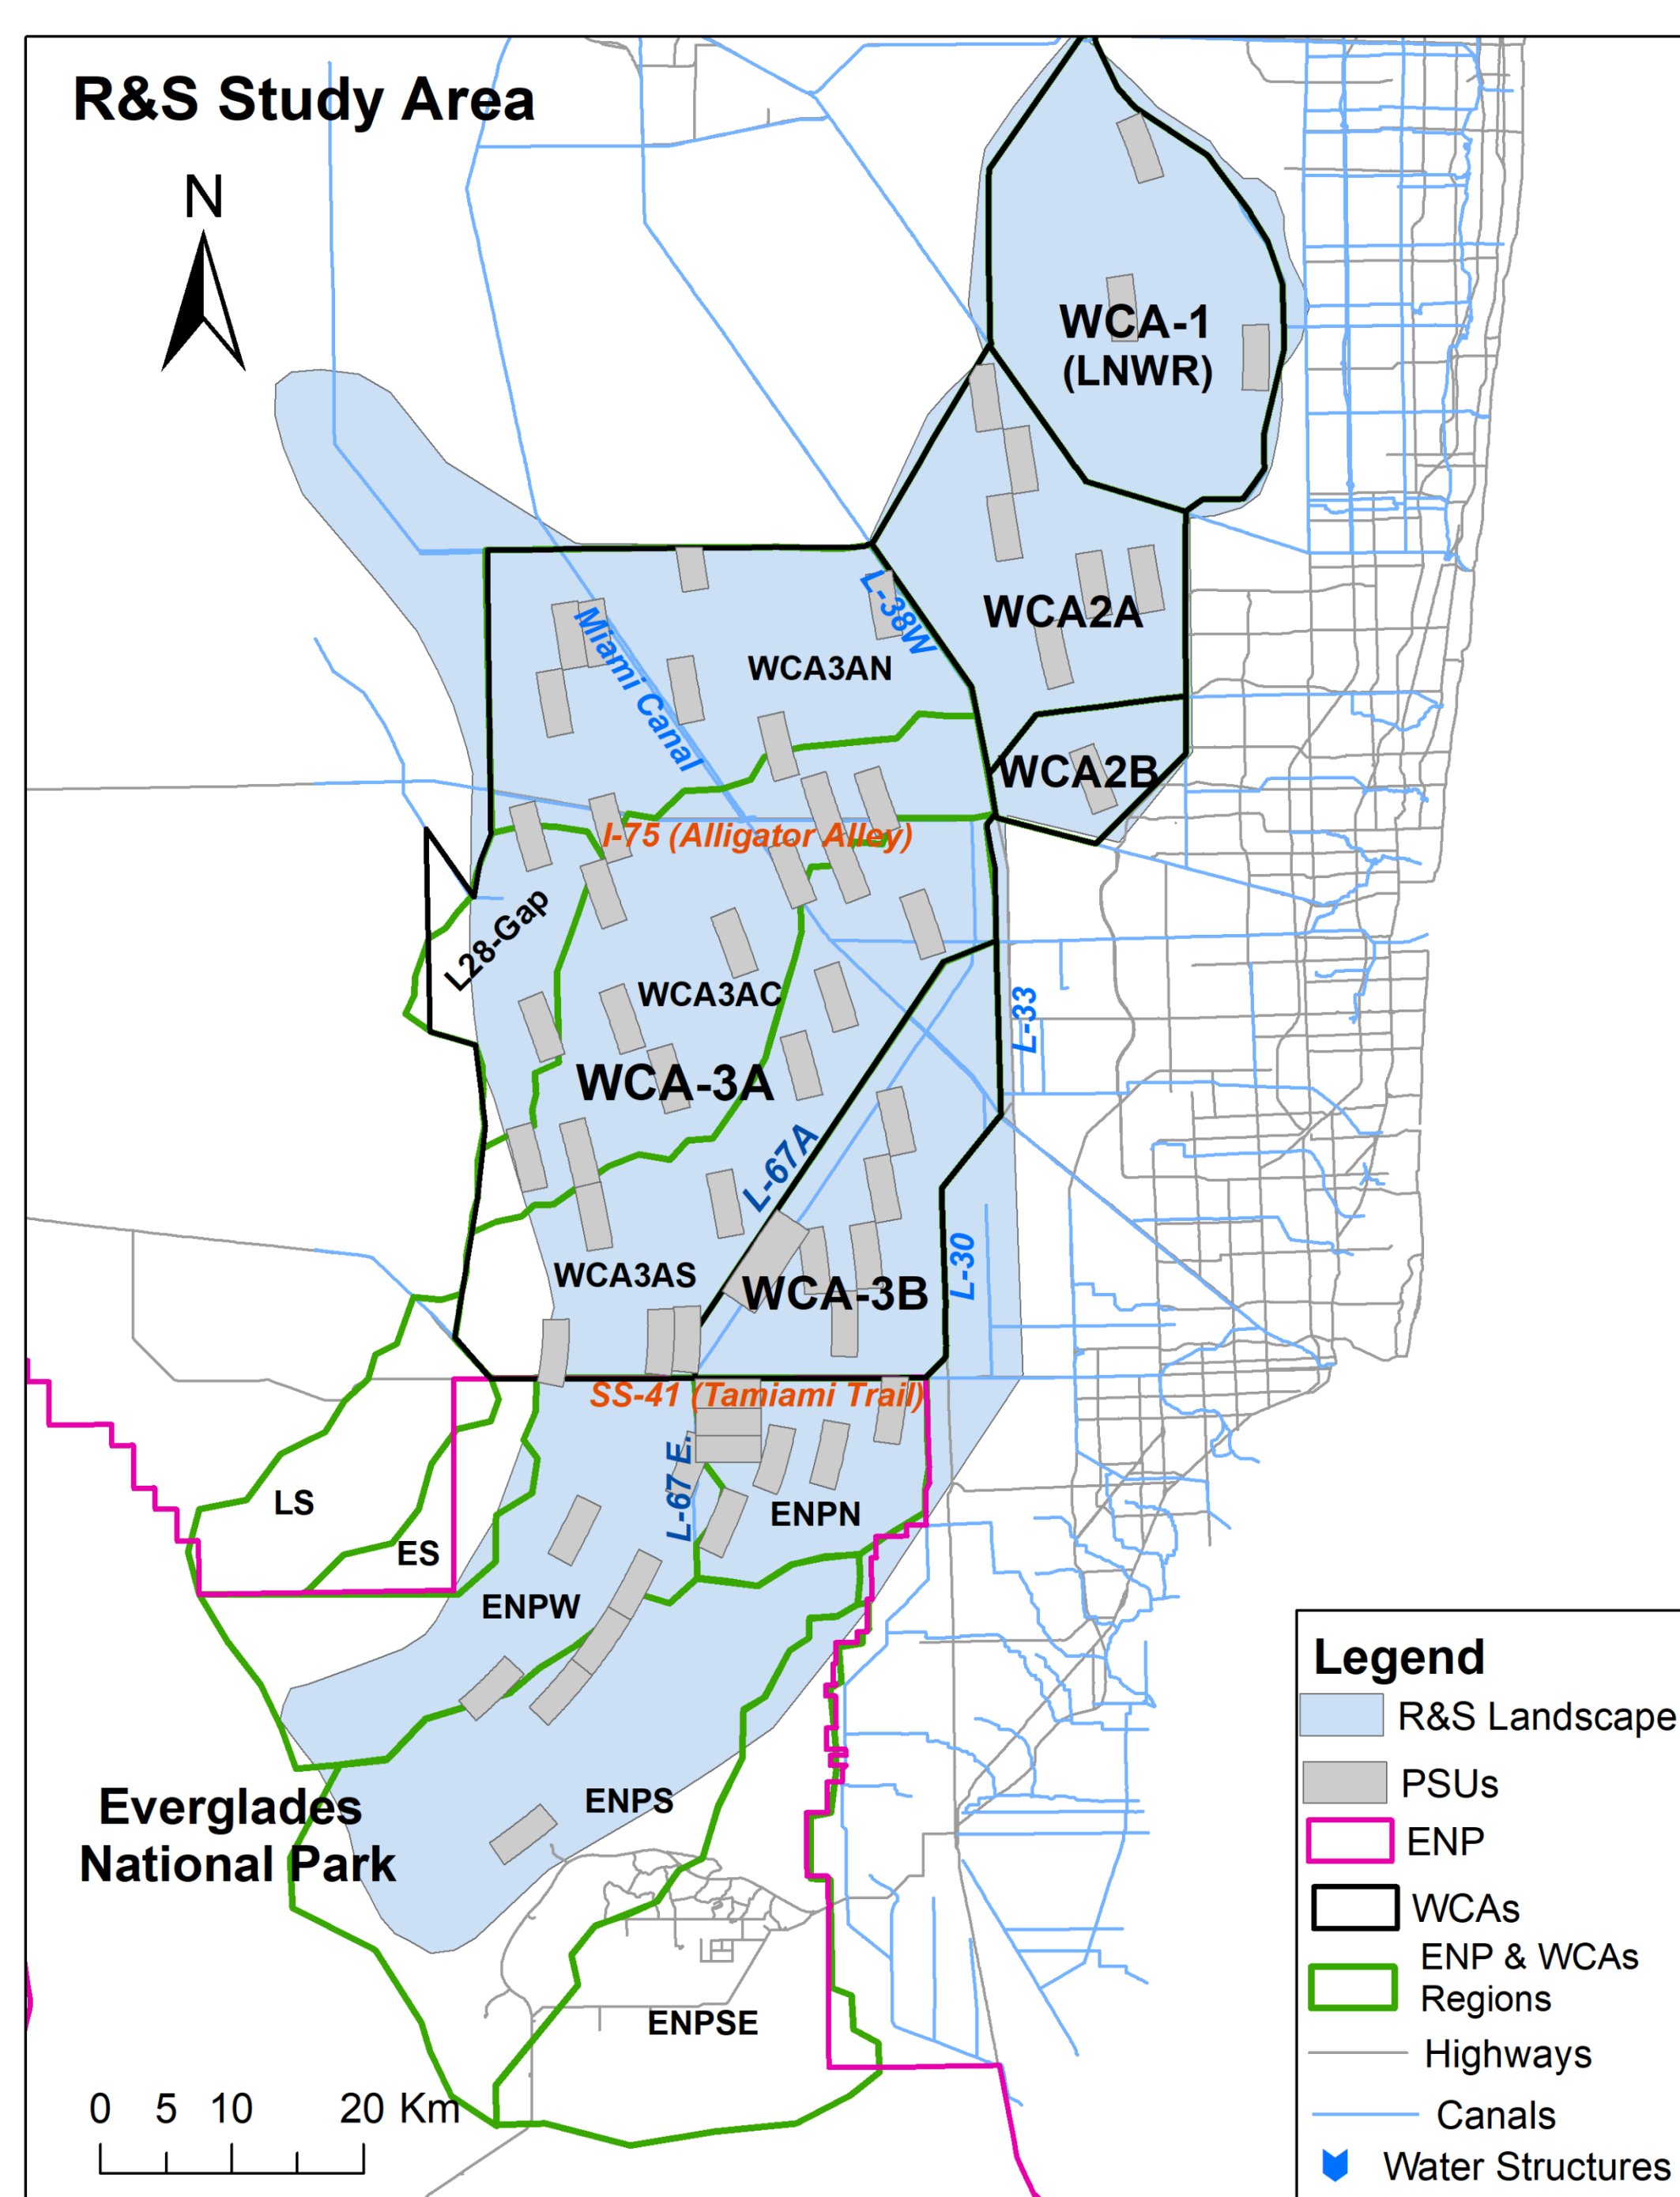 R&S Study Area
N
WCA-1
(LNWR)
L-38W
WCA2A
Miami Canal
WCA3AN
WCA2B
I-75 (Alligator Alley)
L28-Gap
WCA3AC
L-33
WCA-3A
L-67A
L-30
WCA3AS
WCA-3B
SS-41 (Tamiami Trail)
L-67 E.
LS
ENPN
ES
ENPW
Everglades
National Park
ENPS
ENPSE
0 5 10 20 Km
Legend
R&S Landscape
PSUs
ENP
WCAs
ENP & WCAs
Regions
Highways
Canals
Water Structures